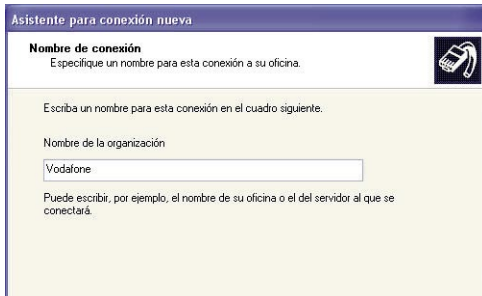 Asistente para conexión nueva
Nombre de conexión
Especifique un nombre para esta conexión a su oficina.
Escriba un nombre para esta conexión en el cuadro siguiente.
Nombre de la organización
Vodafone
Puede escribir, por ejemplo, el nombre de su oficina o el del servidor al que se
conectará.